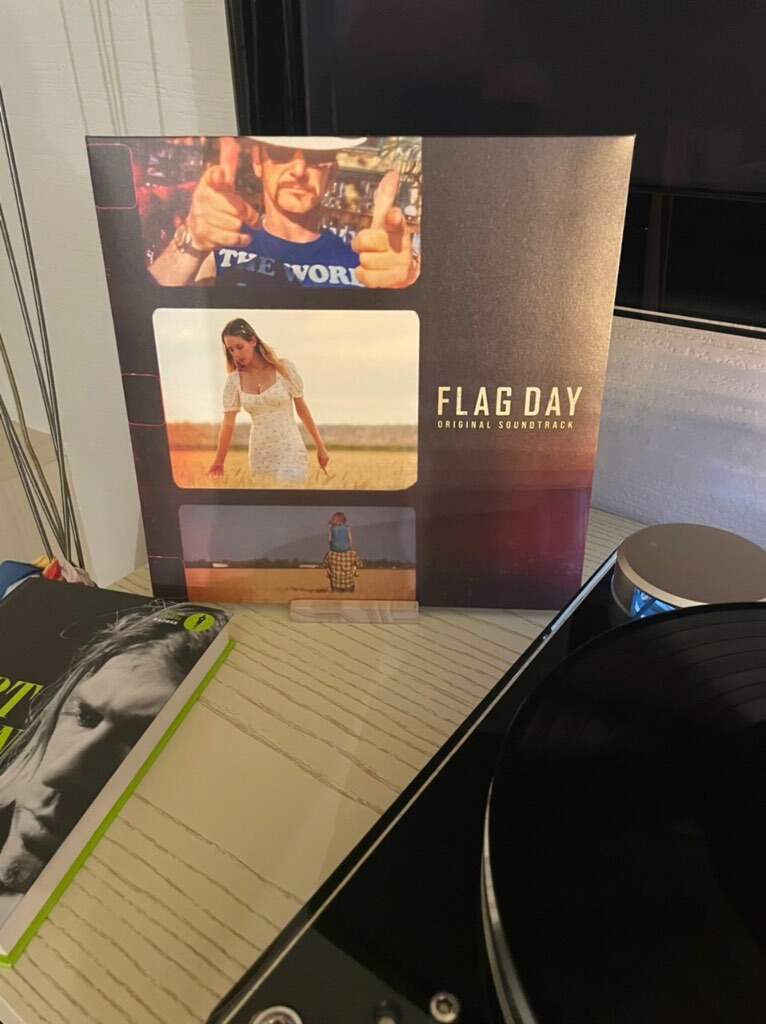 THE WORL
FLAG DAY
ORIGINAL SOUNDTRACK